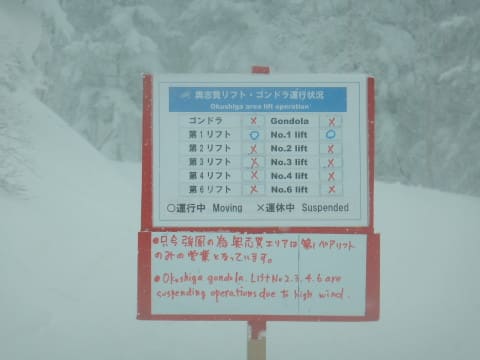 奥志賀リフト・ゴンドラ運行状況
Okushiga area lift operation
ゴンドラ × Gondola ×
第1リフト ○ No.1 lift ○
第2リフト × No.2 lift ×
第3リフト × No.3 lift ×
第4リフト × No.4 lift ×
第6リフト × No.6 lift ×
○運行中 Moving ×運休中 Suspended
●只今強風の為奥志賀エリアは第1ペアリフト
のみの営業となっています。
●Okushiga gondola. Lift No 2. 3. 4. 6 are
suspending operations due to high wind.